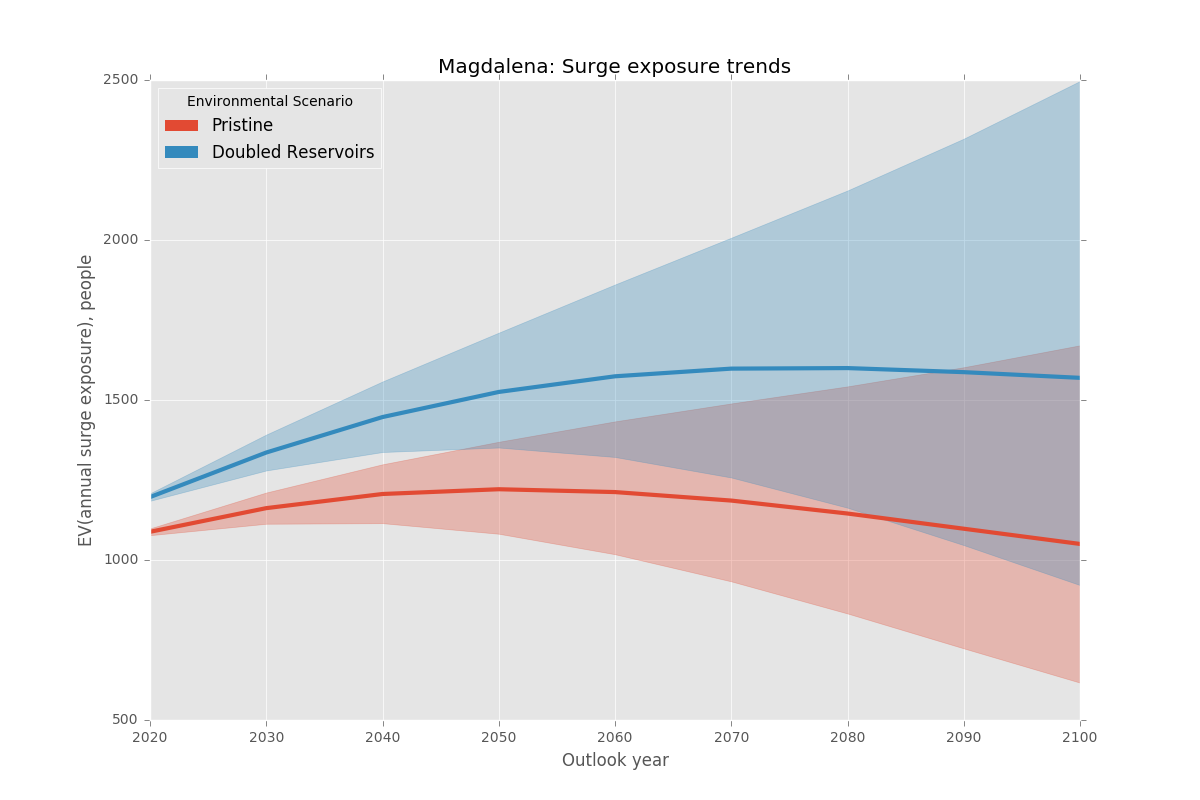 Magdalena: Surge exposure trends
2500
Environmental Scenario
Pristine
Doubled Reservoirs
2000
1500
1000
500
EV(annual surge exposure), people
2020 2030 2040 2050 2060 2070 2080 2090 2100
Outlook year